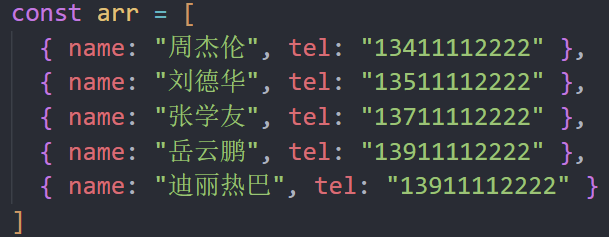 const arr = [
{ name: "周杰伦", tel: "13411112222" },
{ name: "刘德华", tel: "13511112222" },
{ name: "张学友", tel: "13711112222" },
{ name: "岳云鹏", tel: "13911112222" },
{ name: "迪丽热巴", tel: "13911112222" }
]